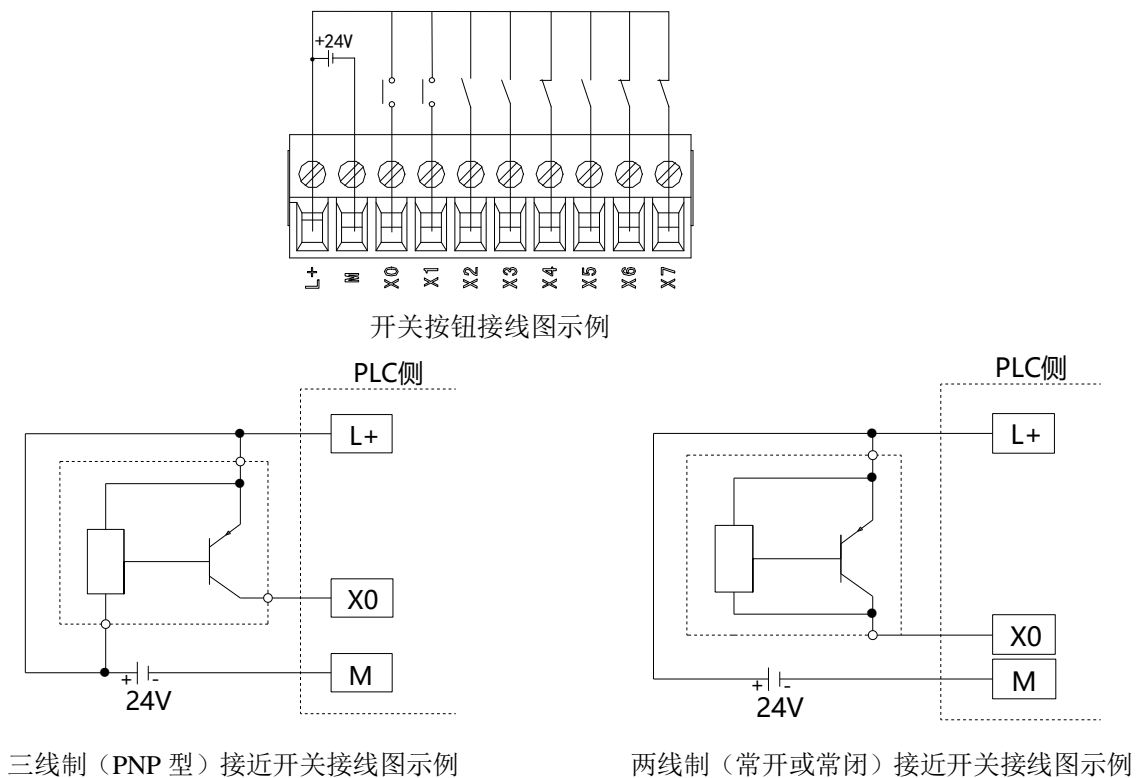 +24V
L+ M X0 X1 X2 X3 X4 X5 X6 X7
开关按钮接线图示例
PLC侧
L+
X0
M
+ -
24V
三线制（PNP 型）接近开关接线图示例
PLC侧
L+
X0
M
+ -
24V
两线制（常开或常闭）接近开关接线图示例